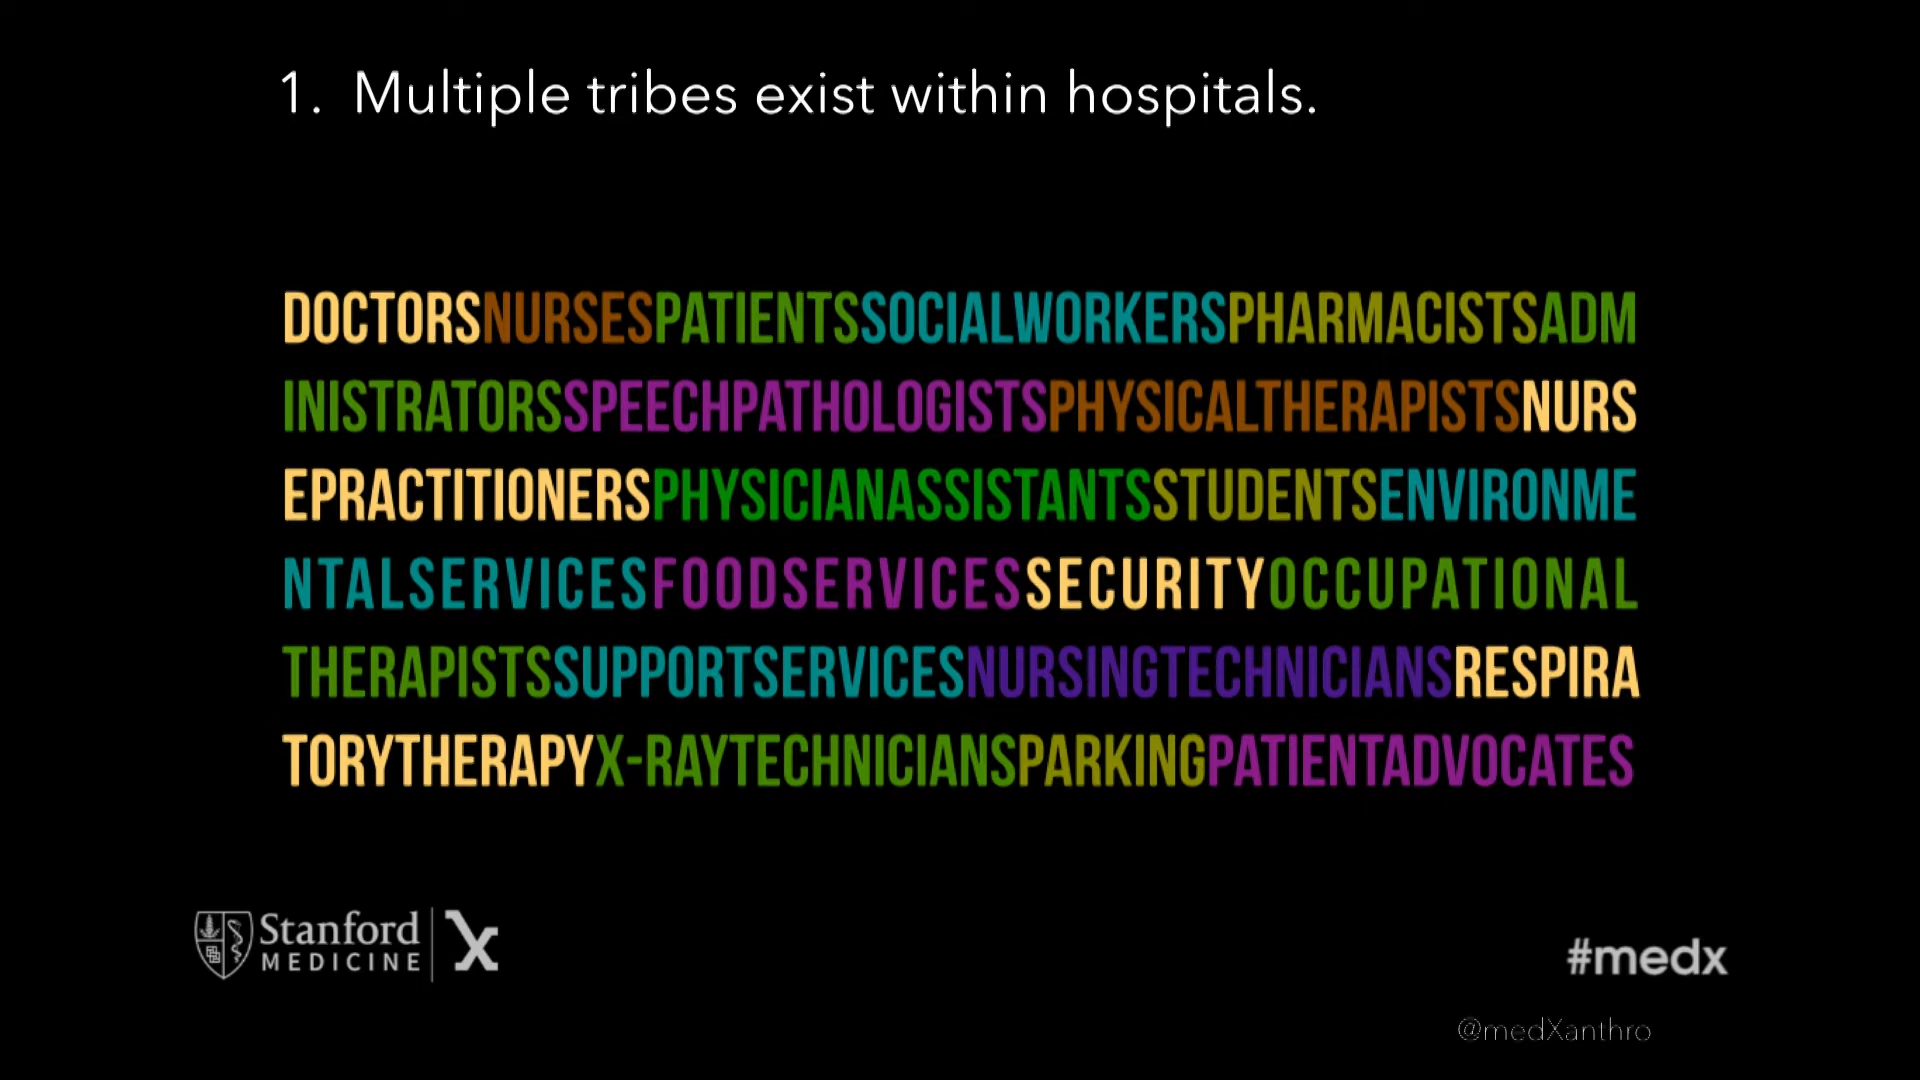 1. Multiple tribes exist within hospitals.
DOCTORSNURSESPATIENTSSOCIALWORKERSPHARMACISTSADM
INISTRATORSSPEECHPATHOLOGISTSPHYSICALTHERAPISTSNURS
EPRACTITIONERSPHYSICIANASSISTANTSSTUDENTSENVIRONME
NTALSERVICESFOODSERVICESSECURITYOCCUPATIONAL
THERAPISTSSUPPORTSERVICESNURSINGTECHNICIANSRESPIRA
TORYTHERAPYX-RAYTECHNICIANSPARKINGPATIENTADVOCATES
Stanford
MEDICINE
X
#medx
@medXanthro